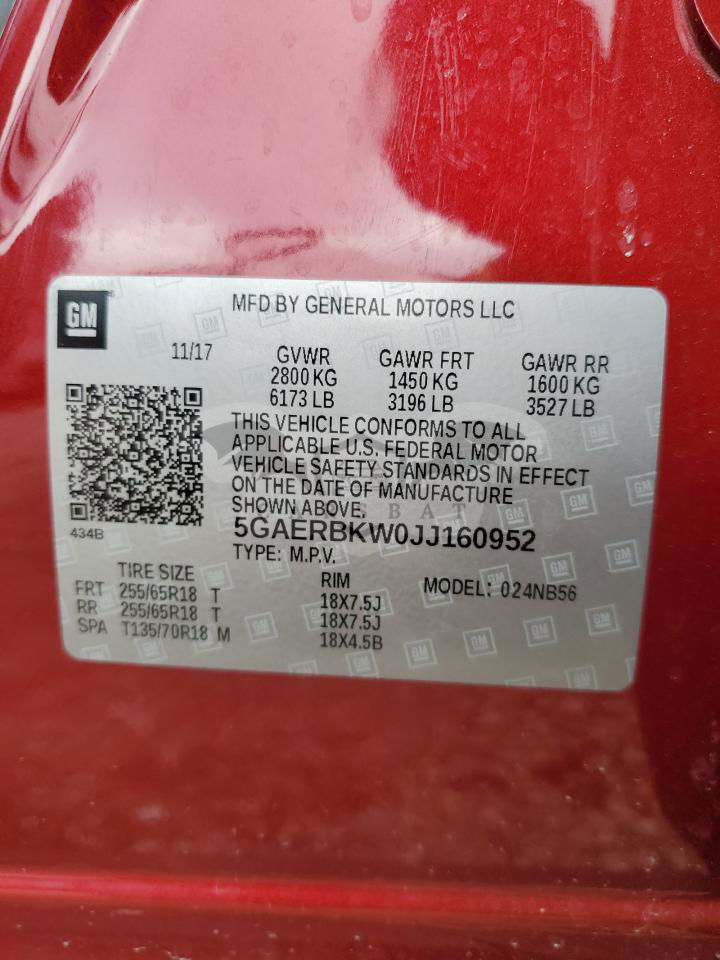 GM
MFD BY GENERAL MOTORS LLC
11/17
GVWR GAWR FRT GAWR RR
2800 KG 1450 KG 1600 KG
6173 LB 3196 LB 3527 LB
THIS VEHICLE CONFORMS TO ALL
APPLICABLE U.S. FEDERAL MOTOR
VEHICLE SAFETY STANDARDS IN EFFECT
ON THE DATE OF MANUFACTURE
SHOWN ABOVE.
434B
5GAERBKW0JJ160952
TYPE: M.P.V.
TIRE SIZE RIM MODEL: 024NB56
FRT 255/65R18 T 18X7.5J
RR 255/65R18 T 18X7.5J
SPA T135/70R18 M 18X4.5B